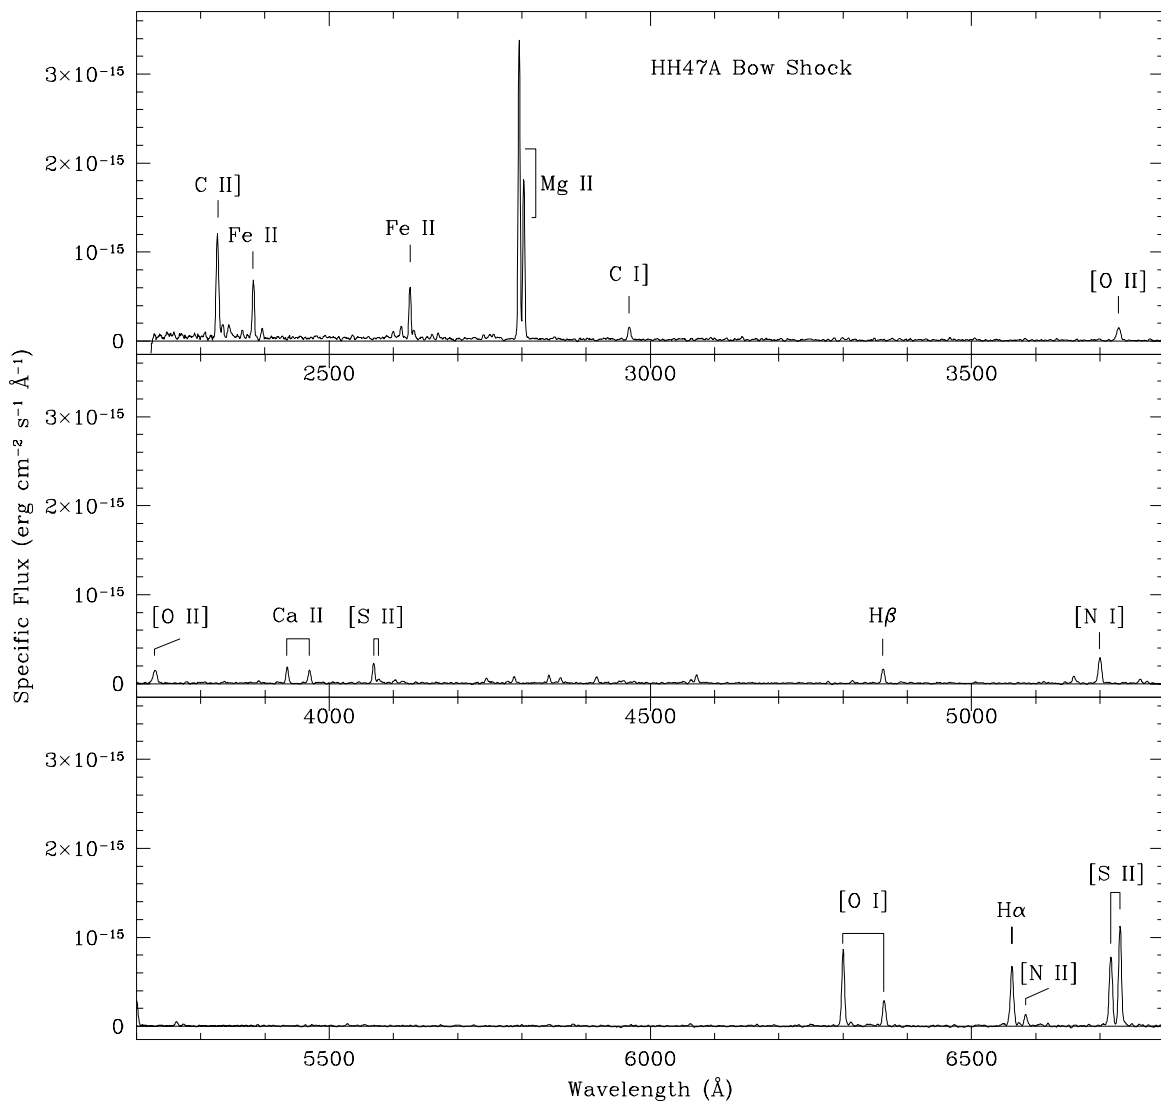 HH47A Bow Shock
3×10⁻¹⁵
2×10⁻¹⁵
C II]
Mg II
Fe II
Fe II
10⁻¹⁵
C I]
[O II]
0
2500
3000
3500
3×10⁻¹⁵
2×10⁻¹⁵
10⁻¹⁵
[O II]
Ca II
[S II]
Hβ
[N I]
0
4000
4500
5000
3×10⁻¹⁵
2×10⁻¹⁵
[S II]
[O I]
Hα
10⁻¹⁵
[N II]
0
5500
6000
6500
Wavelength (Å)
Specific Flux (erg cm⁻² s⁻¹ Å⁻¹)